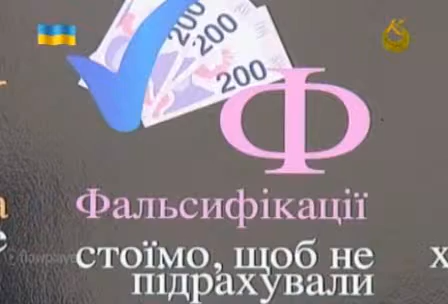 200
200
200
Ф
Фальсифікації
стоїмо, щоб не
підрахували